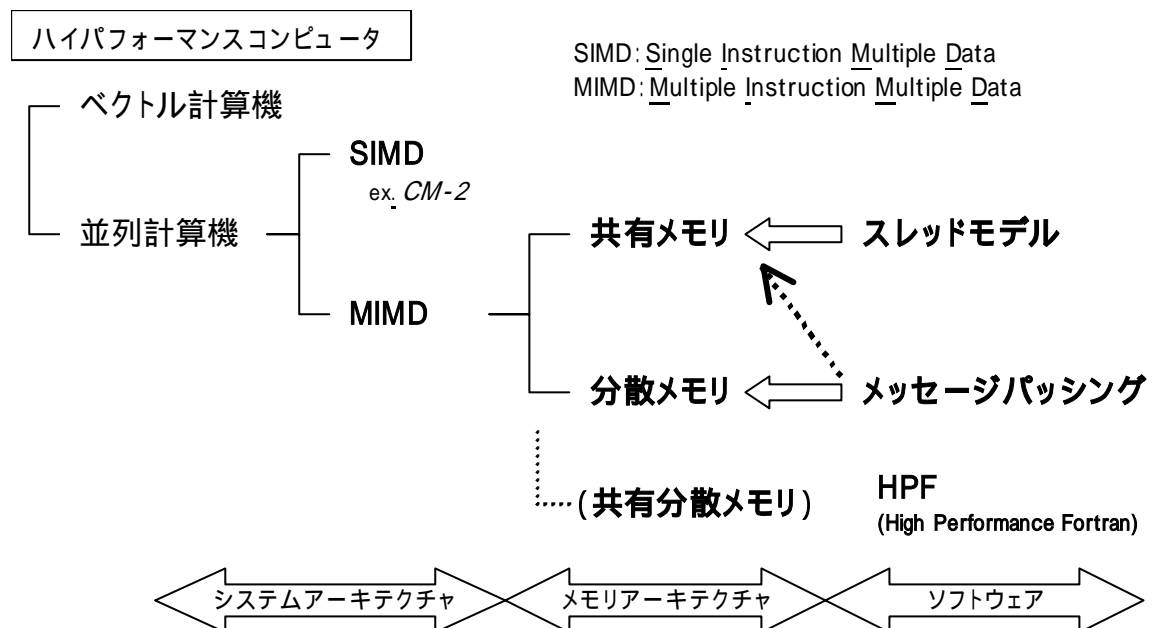 ハイパフォーマンスコンピュータ
SIMD：Single Instruction Multiple Data
MIMD：Multiple Instruction Multiple Data
ベクトル計算機
SIMD
ex. CM-2
並列計算機
共有メモリ
スレッドモデル
MIMD
分散メモリ
メッセージパッシング
(共有分散メモリ)
HPF
(High Performance Fortran)
システムアーキテクチャ
メモリアーキテクチャ
ソフトウェア